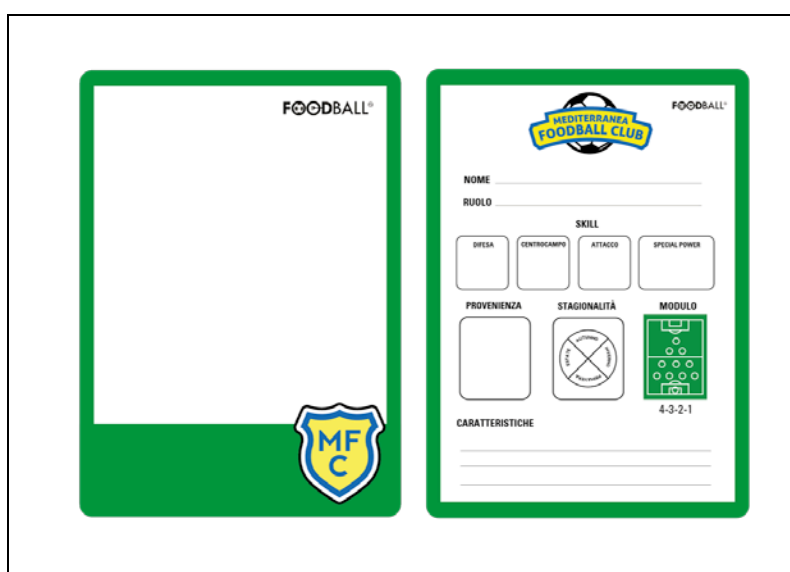 FOODBALL®
MFC
MEDITERRANEA
FOODBALL CLUB
FOODBALL®
NOME
RUOLO
SKILL
DIFESA
CENTROCAMPO
ATTACCO
SPECIAL POWER
PROVENIENZA
STAGIONALITÀ
MODULO
AUTUNNO
INVERNO
PRIMAVERA
ESTATE
4-3-2-1
CARATTERISTICHE